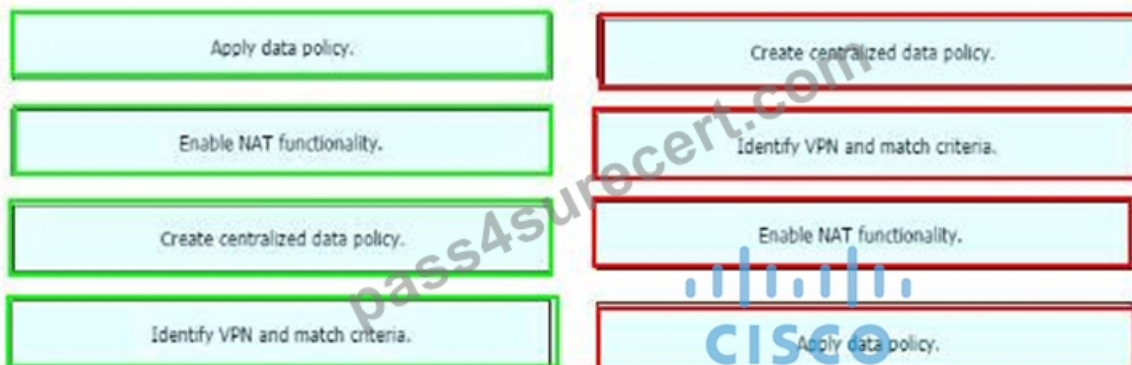 Apply data policy.
Create centralized data policy.
Enable NAT functionality.
Identify VPN and match criteria.
Create centralized data policy.
Enable NAT functionality.
Identify VPN and match criteria.
Apply data policy.
pass4surecert.com
CISCO